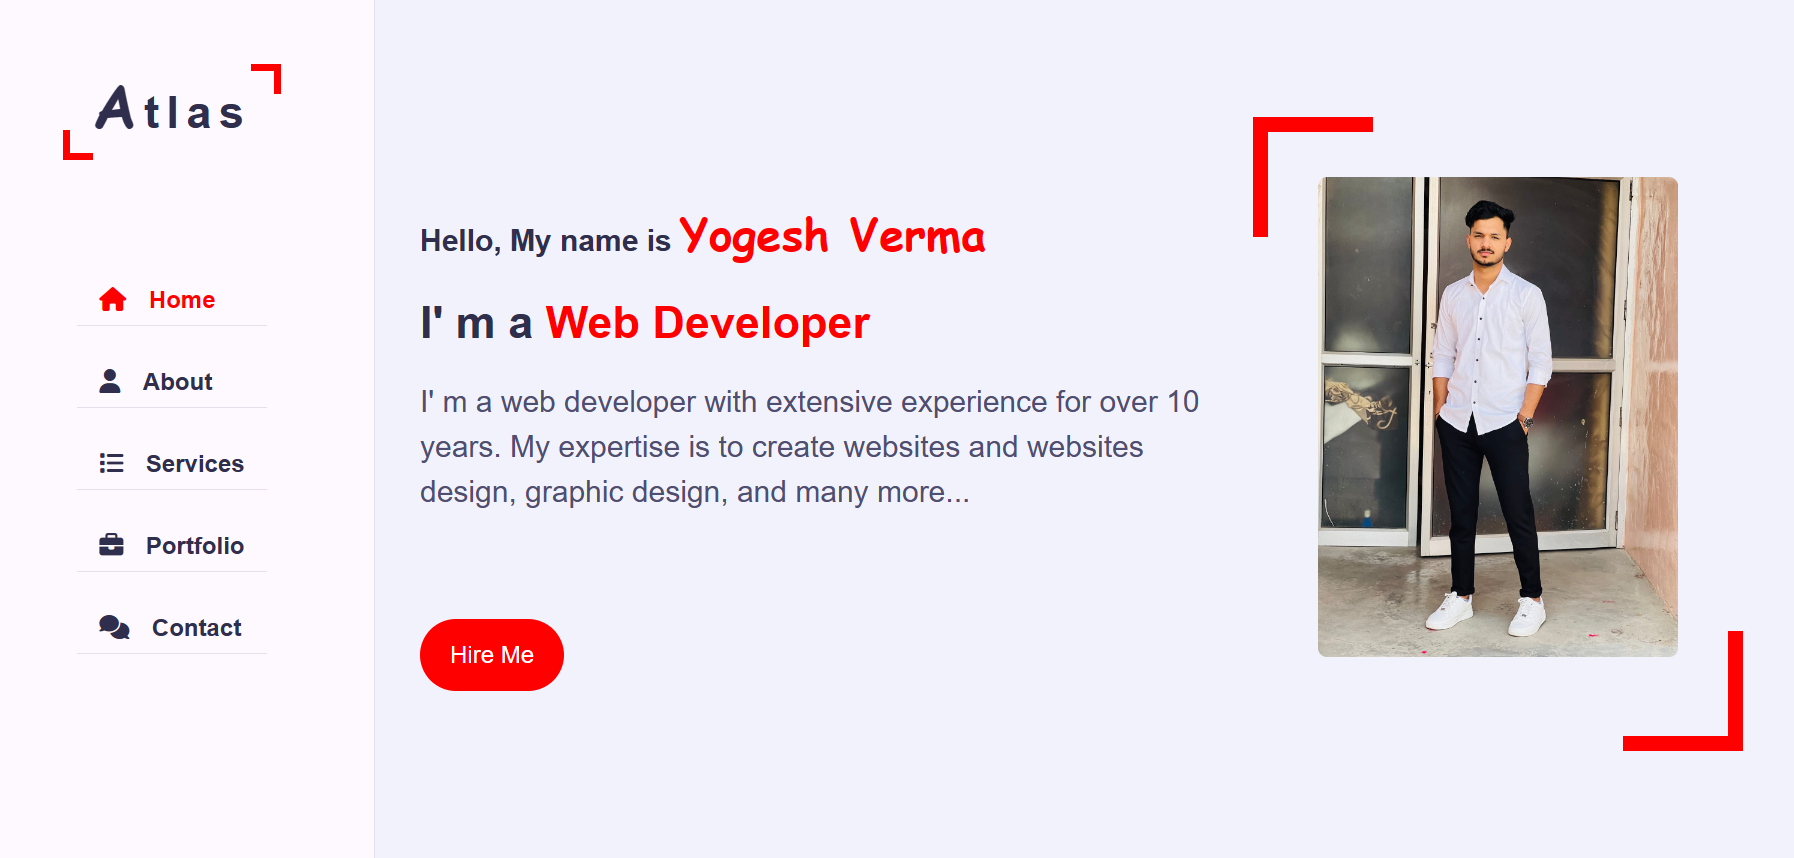 Atlas
Home
About
Services
Portfolio
Contact
Hello, My name is Yogesh Verma
I' m a Web Developer
I' m a web developer with extensive experience for over 10
years. My expertise is to create websites and websites
design, graphic design, and many more...
Hire Me